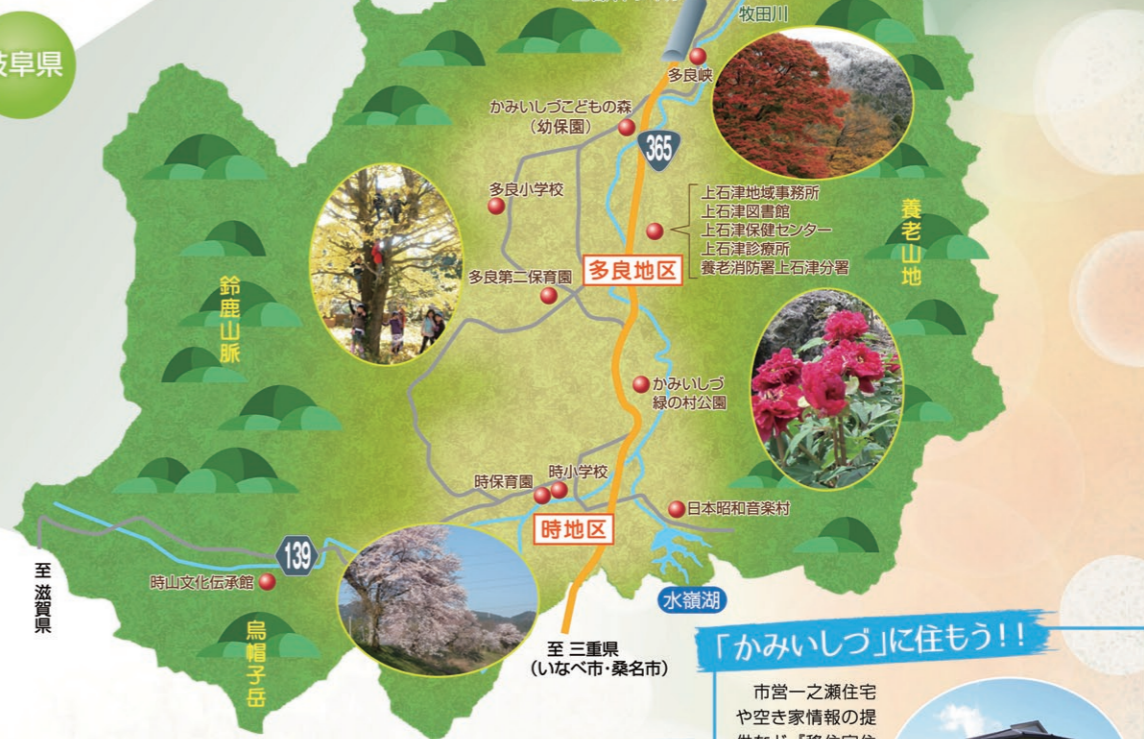 牧田川
岐阜県
多良峡
かみいしづこどもの森
(幼保園)
365
多良小学校
上石津地域事務所
上石津図書館
上石津保健センター
上石津診療所
養老消防署上石津分署
養老山地
多良地区
多良第二保育園
鈴鹿山脈
かみいしづ
緑の村公園
時小学校
時保育園
日本昭和音楽村
時地区
139
時山文化伝承館
至 滋賀県
水嶺湖
烏帽子岳
至 三重県
(いなべ市・桑名市)
「かみいしづ」に住もう!!
市営一之瀬住宅
や空き家情報の提